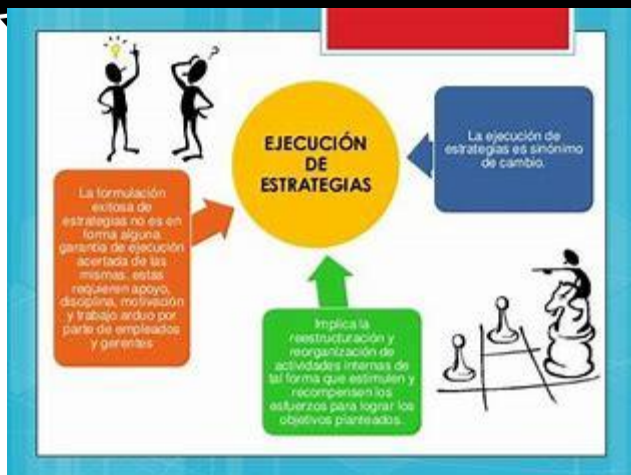 EJECUCIÓN
DE
ESTRATEGIAS
La ejecución de
estrategias es sinónimo
de cambio.
La formulación
exitosa de
estrategias no es en
forma alguna
garantía de ejecución
acertada de las
mismas, estas
requieren apoyo,
disciplina, motivación
y trabajo arduo por
parte de empleados
y gerentes
Implica la
reestructuración y
reorganización de
actividades internas de
tal forma que estimulen y
recompensen los
esfuerzos para lograr los
objetivos planteados.